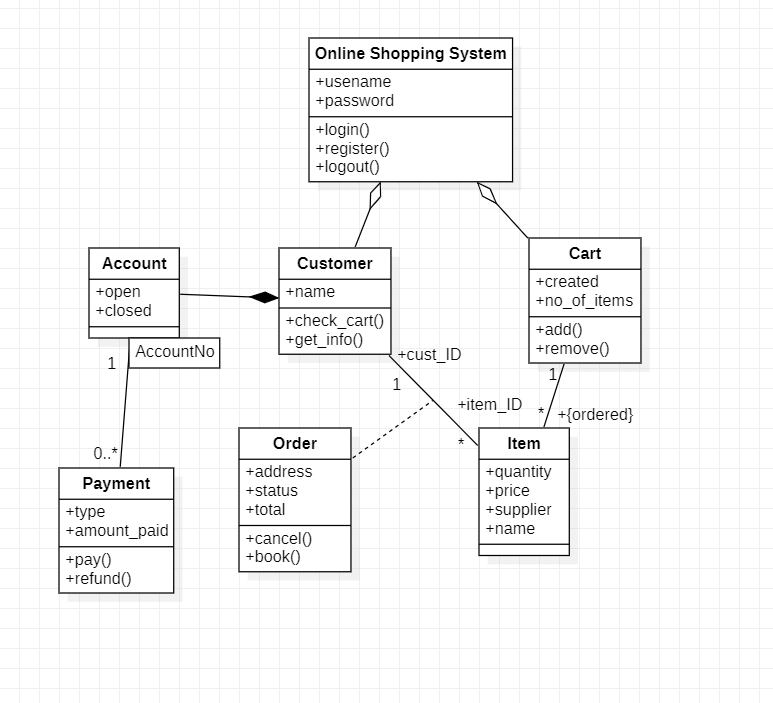 Online Shopping System
+usename
+password
+login()
+register()
+logout()
Account
+open
+closed
AccountNo
1
0..*
Customer
+name
+check_cart()
+get_info()
Cart
+created
+no_of_items
+add()
+remove()
+cust_ID
1
+item_ID
*
1
*
+{ordered}
Payment
+type
+amount_paid
+pay()
+refund()
Order
+address
+status
+total
+cancel()
+book()
Item
+quantity
+price
+supplier
+name